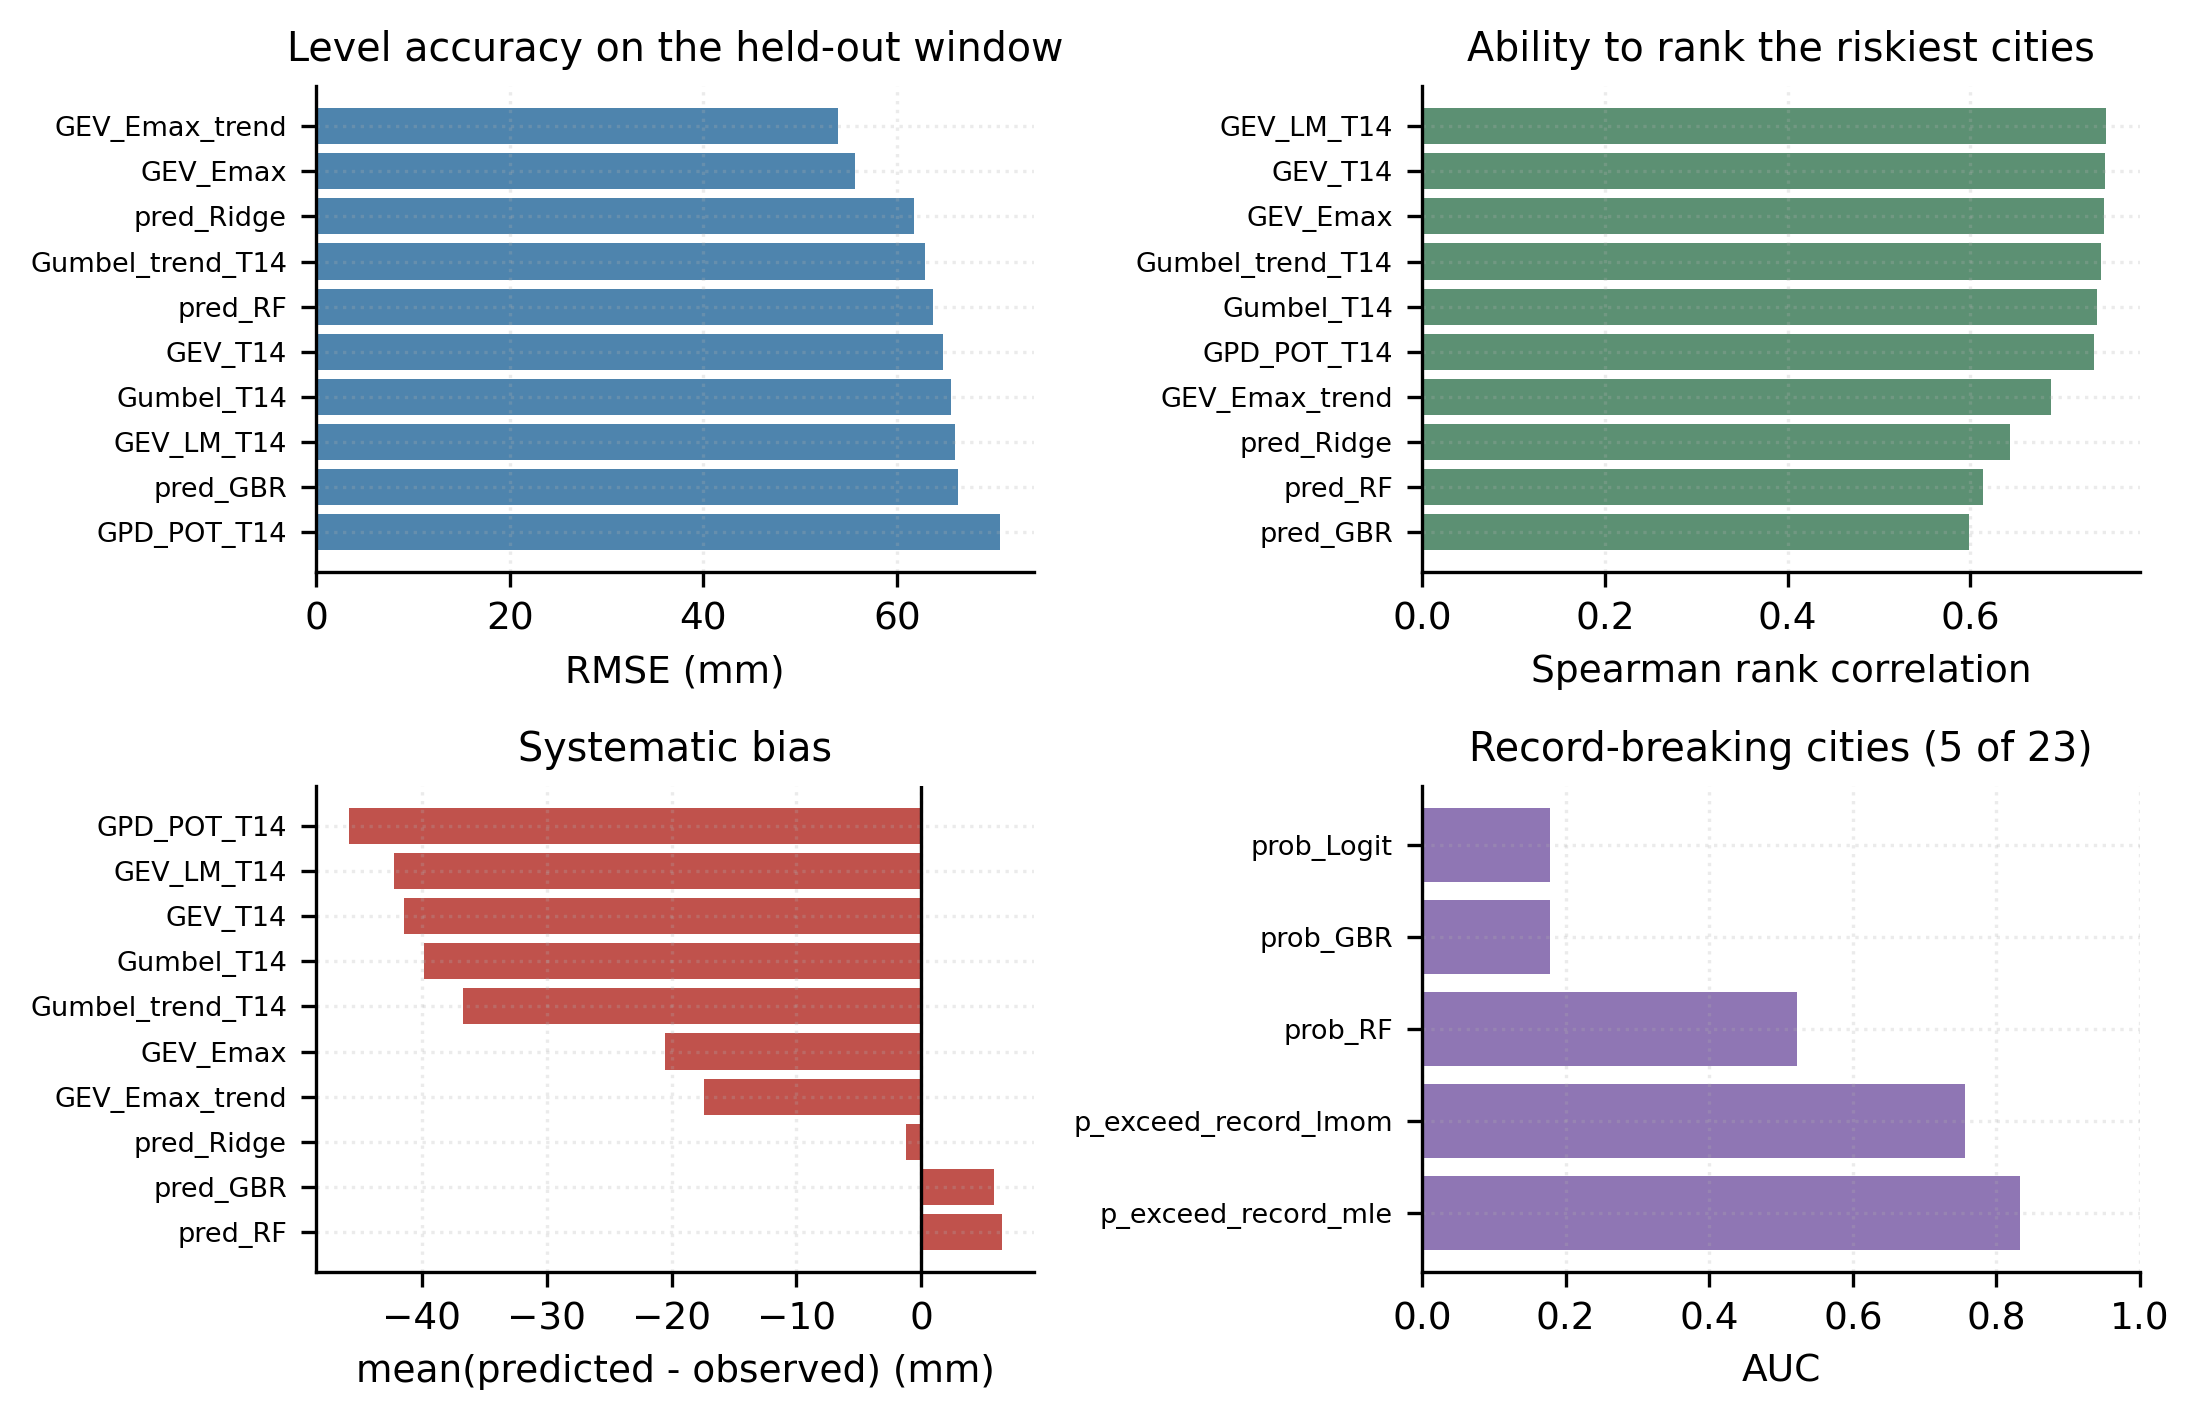 Level accuracy on the held-out window
GEV_Emax_trend
GEV_Emax
pred_Ridge
Gumbel_trend_T14
pred_RF
GEV_T14
Gumbel_T14
GEV_LM_T14
pred_GBR
GPD_POT_T14
0 20 40 60
RMSE (mm)
Ability to rank the riskiest cities
GEV_LM_T14
GEV_T14
GEV_Emax
Gumbel_trend_T14
Gumbel_T14
GPD_POT_T14
GEV_Emax_trend
pred_Ridge
pred_RF
pred_GBR
0.0 0.2 0.4 0.6
Spearman rank correlation
Systematic bias
GPD_POT_T14
GEV_LM_T14
GEV_T14
Gumbel_T14
Gumbel_trend_T14
GEV_Emax
GEV_Emax_trend
pred_Ridge
pred_GBR
pred_RF
−40 −30 −20 −10 0
mean(predicted - observed) (mm)
Record-breaking cities (5 of 23)
prob_Logit
prob_GBR
prob_RF
p_exceed_record_lmom
p_exceed_record_mle
0.0 0.2 0.4 0.6 0.8 1.0
AUC